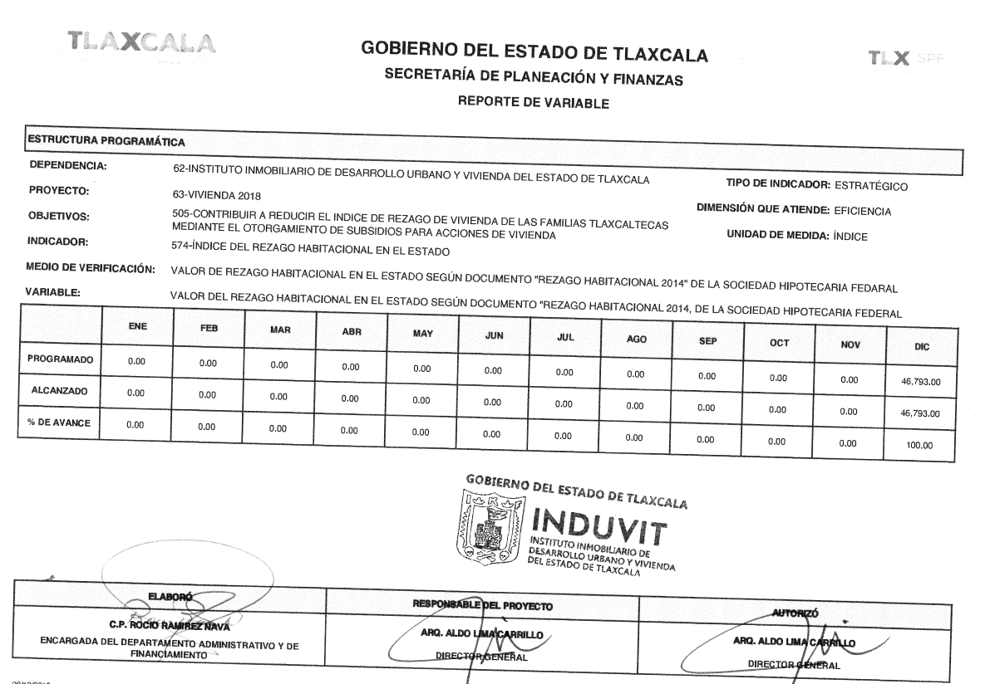 TLAXCALA
GOBIERNO DEL ESTADO DE TLAXCALA
TLX SPF
SECRETARÍA DE PLANEACIÓN Y FINANZAS
REPORTE DE VARIABLE
ESTRUCTURA PROGRAMÁTICA
DEPENDENCIA: 62-INSTITUTO INMOBILIARIO DE DESARROLLO URBANO Y VIVIENDA DEL ESTADO DE TLAXCALA TIPO DE INDICADOR: ESTRATÉGICO
PROYECTO: 63-VIVIENDA 2018 DIMENSIÓN QUE ATIENDE: EFICIENCIA
OBJETIVOS: 505-CONTRIBUIR A REDUCIR EL INDICE DE REZAGO DE VIVIENDA DE LAS FAMILIAS TLAXCALTECAS
MEDIANTE EL OTORGAMIENTO DE SUBSIDIOS PARA ACCIONES DE VIVIENDA UNIDAD DE MEDIDA: ÍNDICE
INDICADOR: 574-ÍNDICE DEL REZAGO HABITACIONAL EN EL ESTADO
MEDIO DE VERIFICACIÓN: VALOR DE REZAGO HABITACIONAL EN EL ESTADO SEGÚN DOCUMENTO "REZAGO HABITACIONAL 2014" DE LA SOCIEDAD HIPOTECARIA FEDARAL
VARIABLE: VALOR DEL REZAGO HABITACIONAL EN EL ESTADO SEGÚN DOCUMENTO "REZAGO HABITACIONAL 2014, DE LA SOCIEDAD HIPOTECARIA FEDERAL
ENE FEB MAR ABR MAY JUN JUL AGO SEP OCT NOV DIC
PROGRAMADO 0.00 0.00 0.00 0.00 0.00 0.00 0.00 0.00 0.00 0.00 0.00 46,793.00
ALCANZADO 0.00 0.00 0.00 0.00 0.00 0.00 0.00 0.00 0.00 0.00 0.00 46,793.00
% DE AVANCE 0.00 0.00 0.00 0.00 0.00 0.00 0.00 0.00 0.00 0.00 0.00 100.00
GOBIERNO DEL ESTADO DE TLAXCALA
I K F
INDUVIT
INSTITUTO INMOBILIARIO DE
DESARROLLO URBANO Y VIVIENDA
DEL ESTADO DE TLAXCALA
ELABORÓ RESPONSABLE DEL PROYECTO AUTORIZÓ
C.P. ROCIO RAMIREZ NAVA ARQ. ALDO LIMA CARRILLO ARQ. ALDO LIMA CARRILLO
ENCARGADA DEL DEPARTAMENTO ADMINISTRATIVO Y DE
FINANCIAMIENTO DIRECTOR GENERAL DIRECTOR GENERAL